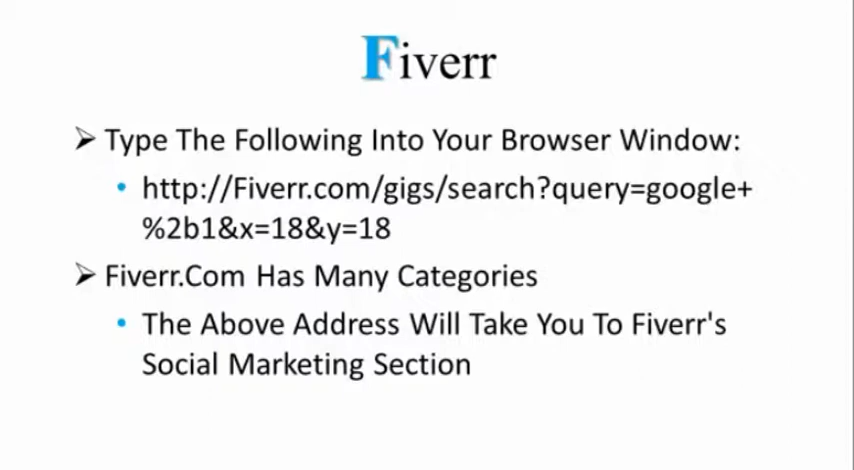 Fiverr
Type The Following Into Your Browser Window:
http://Fiverr.com/gigs/search?query=google+
%2b1&x=18&y=18
Fiverr.Com Has Many Categories
The Above Address Will Take You To Fiverr's
Social Marketing Section